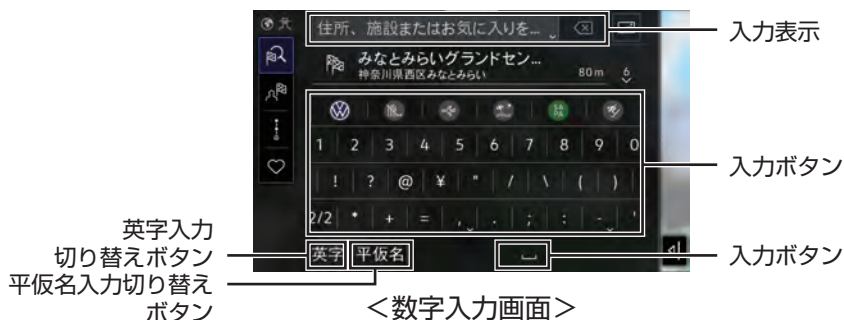 住所、施設またはお気に入りを...
みなとみらいグランドセン...
神奈川県西区みなとみらい
80m 6
1 2 3 4 5 6 7 8 9 0
! ? @ ¥ " / \ ( )
2/2 * + = , . ; : - '
英字 平仮名
入力表示
入力ボタン
入力ボタン
英字入力
切り替えボタン
平仮名入力切り替え
ボタン
＜数字入力画面＞